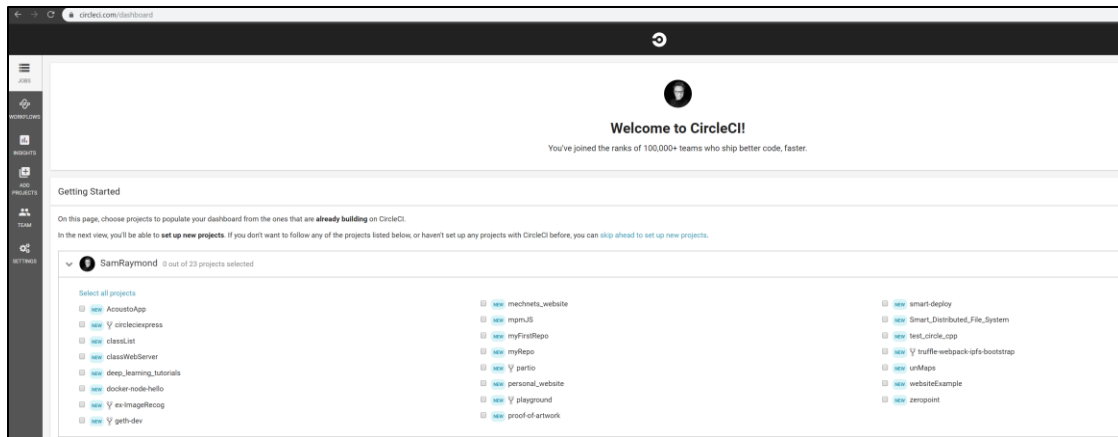 circleci.com/dashboard
JOBS
WORKFLOWS
INSIGHTS
ADD
PROJECTS
TEAM
SETTINGS
Welcome to CircleCI!
You've joined the ranks of 100,000+ teams who ship better code, faster.
Getting Started
On this page, choose projects to populate your dashboard from the ones that are already building on CircleCI.
In the next view, you'll be able to set up new projects. If you don't want to follow any of the projects listed below, or haven't set up any projects with CircleCI before, you can skip ahead to set up new projects.
SamRaymond 0 out of 23 projects selected
Select all projects
NEW AcoustoApp
NEW circleciexpress
NEW classList
NEW classWebServer
NEW deep_learning_tutorials
NEW docker-node-hello
NEW ex-ImageRecog
NEW geth-dev
NEW mechnets_website
NEW mpmJS
NEW myFirstRepo
NEW myRepo
NEW partio
NEW personal_website
NEW playground
NEW proof-of-artwork
NEW smart-deploy
NEW Smart_Distributed_File_System
NEW test_circle_cpp
NEW truffle-webpack-ipfs-bootstrap
NEW unMaps
NEW websiteExample
NEW zeropoint